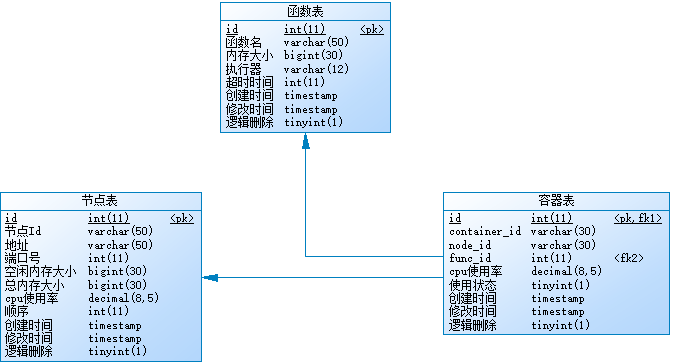 函数表
id int(11) <pk>
函数名 varchar(50)
内存大小 bigint(30)
执行器 varchar(12)
超时时间 int(11)
创建时间 timestamp
修改时间 timestamp
逻辑删除 tinyint(1)
节点表
id int(11) <pk>
节点Id varchar(50)
地址 varchar(50)
端口号 int(11)
空闲内存大小 bigint(30)
总内存大小 bigint(30)
cpu使用率 decimal(8,5)
顺序 int(11)
创建时间 timestamp
修改时间 timestamp
逻辑删除 tinyint(1)
容器表
id int(11) <pk,fk1>
container_id varchar(30)
node_id varchar(30)
func_id int(11) <fk2>
cpu使用率 decimal(8,5)
使用状态 tinyint(1)
创建时间 timestamp
修改时间 timestamp
逻辑删除 tinyint(1)